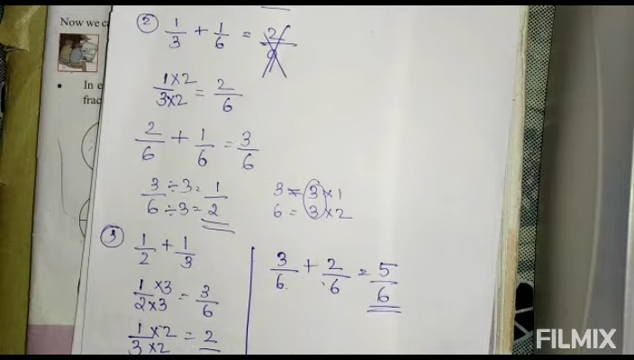 Now we ca
In e
frac
② 1/3 + 1/6 = 2/9
1×2/3×2 = 2/6
2/6 + 1/6 = 3/6
3÷3/6÷3 = 1/2
3 = 3×1
6 = 3×2
③ 1/2 + 1/3
1×3/2×3 = 3/6
1×2/3×2 = 2
3/6 + 2/6 = 5/6
FILMIX